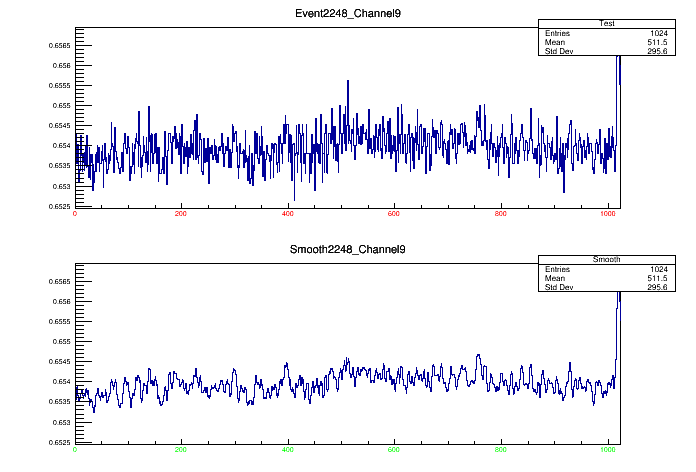 Event2248_Channel9
Test
Entries 1024
Mean 511.5
Std Dev 295.6
0.6565
0.656
0.6555
0.655
0.6545
0.654
0.6535
0.653
0.6525
0 200 400 600 800 1000
Smooth2248_Channel9
Smooth
Entries 1024
Mean 511.5
Std Dev 295.6
0.6565
0.656
0.6555
0.655
0.6545
0.654
0.6535
0.653
0.6525
0 200 400 600 800 1000